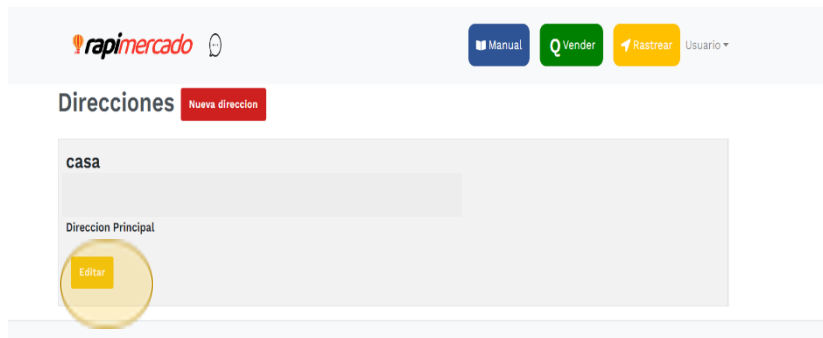 rapimercado
Manual
Q Vender
Rastrear
Usuario
Direcciones
Nueva direccion
casa
Direccion Principal
Editar